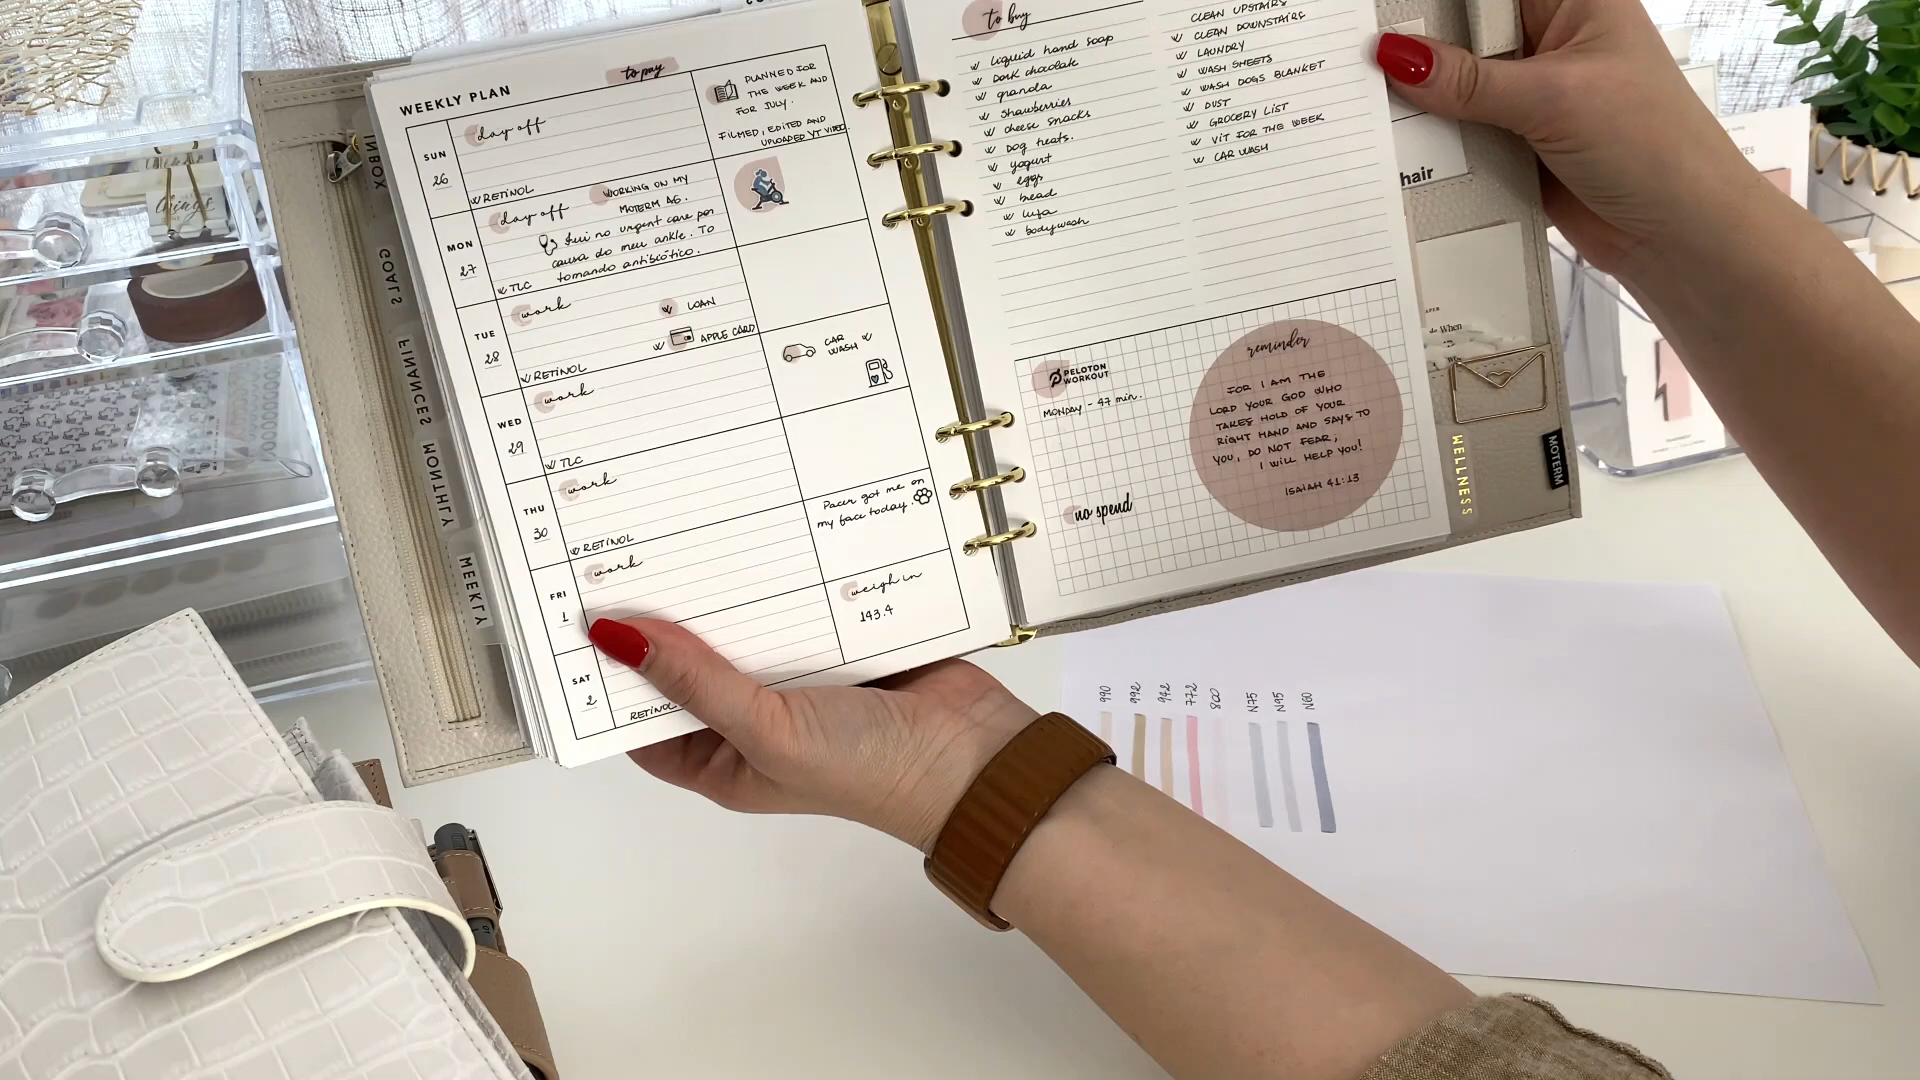 WEEKLY PLAN
to pay
SUN
26
day off
RETINOL
PLANNED FOR
THE WEEK AND
FOR JULY.
FILMED, EDITED AND
UPLOADED YT VIDEO.
MON
27
day off
WORKING ON MY
MOTERM A6.
Fui no urgent care por
causa do meu ankle. To
tomando antibiótico.
TLC
TUE
28
work
LOAN
APPLE CARD
RETINOL
WED
29
work
TLC
CAR
WASH
THU
30
work
RETINOL
Pacer got me on
my face today.
FRI
1
work
weigh in
143.4
SAT
2
RETINOL
to buy
liquid hand soap
Dark chocolate
granola
strawberries
cheese snacks
Dog treats.
yogurt
eggs
bread
lufa
bodywash
CLEAN UPSTAIRS
CLEAN DOWNSTAIRS
LAUNDRY
WASH SHEETS
WASH DOGS BLANKET
DUST
GROCERY LIST
VIT FOR THE WEEK
CAR WASH
PELOTON
WORKOUT
MONDAY - 47 min.
no spend
reminder
FOR I AM THE
LORD YOUR GOD WHO
TAKES HOLD OF YOUR
RIGHT HAND AND SAYS TO
YOU, DO NOT FEAR;
I WILL HELP YOU!
ISAIAH 41:13
INBOX
GOALS
FINANCES
MONTHLY
WEEKLY
WELLNESS
MOTERM
hair
When
things
990
992
942
772
800
N75
N95
N60